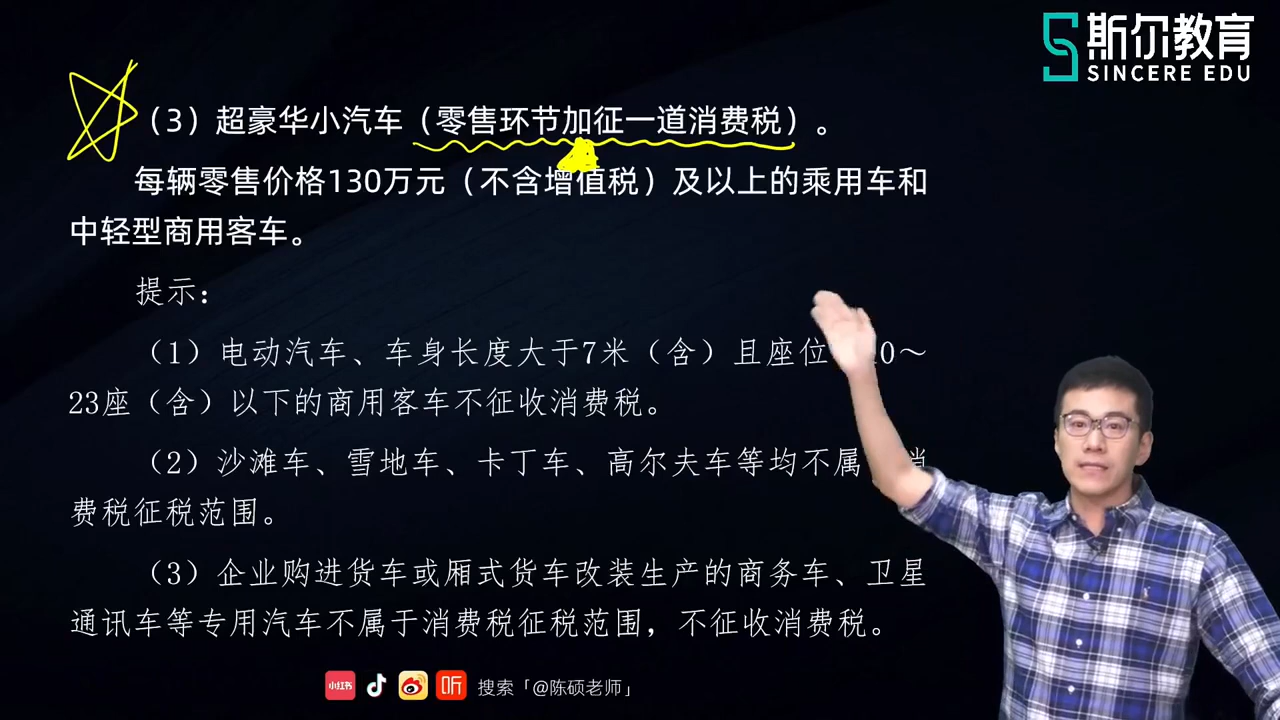 斯尔教育
SINCERE EDU
（3）超豪华小汽车（零售环节加征一道消费税）。
每辆零售价格130万元（不含增值税）及以上的乘用车和
中轻型商用客车。
提示：
（1）电动汽车、车身长度大于7米（含）且座位 0～
23座（含）以下的商用客车不征收消费税。
（2）沙滩车、雪地车、卡丁车、高尔夫车等均不属 消
费税征税范围。
（3）企业购进货车或厢式货车改装生产的商务车、卫星
通讯车等专用汽车不属于消费税征税范围，不征收消费税。
小红书 听 搜索「@陈硕老师」